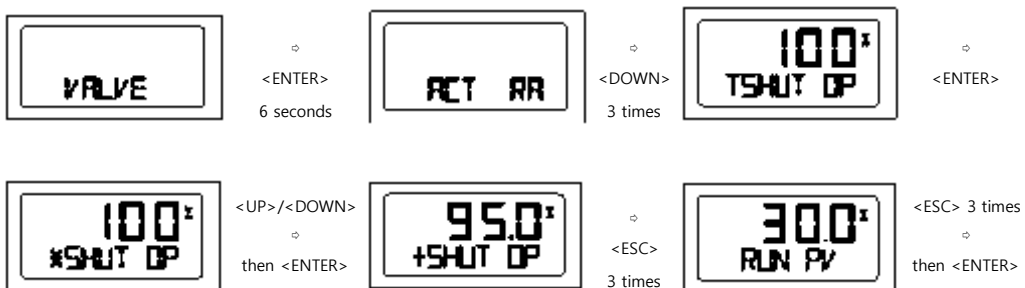 VALVE
⇨
<ENTER>
6 seconds
ACT RA
⇨
<DOWN>
3 times
100%
TSHUT OP
⇨
<ENTER>
100%
*SHUT OP
<UP>/<DOWN>
⇨
then <ENTER>
95.0%
+SHUT OP
⇨
<ESC>
3 times
30.0%
RUN PV
<ESC> 3 times
⇨
then <ENTER>